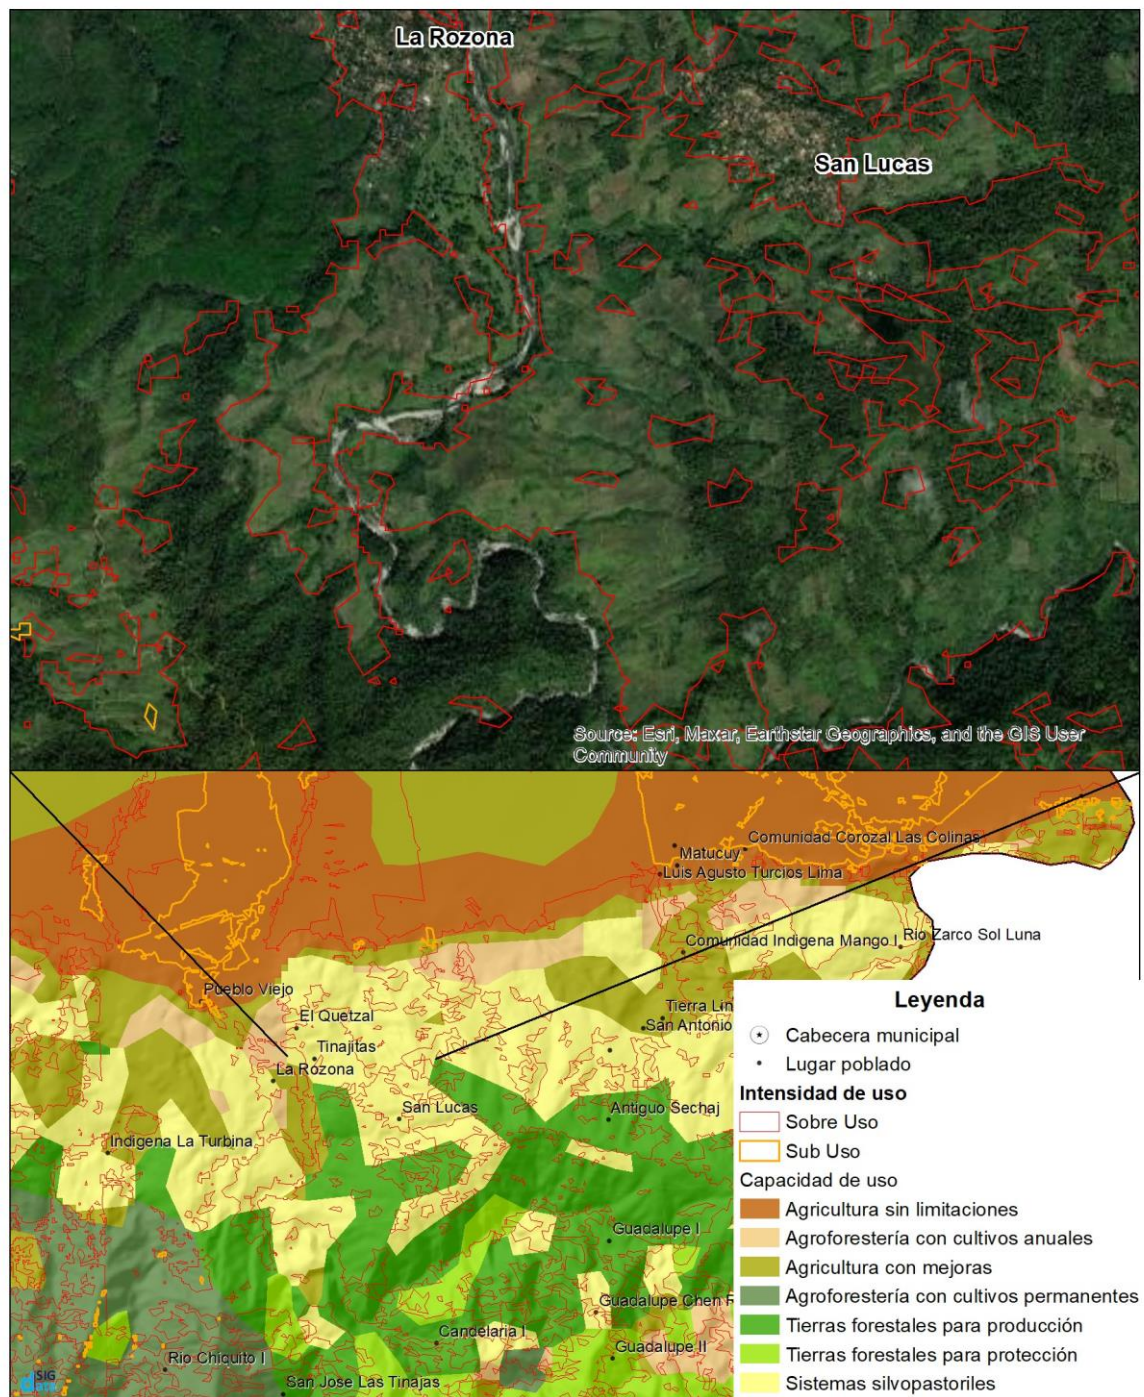 La Rozona
San Lucas
Source: Esri, Maxar, Earthstar Geographics, and the GIS User
Community
Comunidad Corozal Las Colinas
Matucuy
Luis Agusto Turcios Lima
Rio Zarco Sol Luna
Comunidad Indigena Mango I
Pueblo Viejo
Tierra Lin
San Antonio
El Quetzal
Tinajitas
La Rozona
San Lucas
Antiguo Sechaj
Indigena La Turbina
Guadalupe I
Guadalupe Chen R
Candelaria I
Guadalupe II
Rio Chiquito I
San Jose Las Tinajas
SIG
Leyenda
Cabecera municipal
Lugar poblado
Intensidad de uso
Sobre Uso
Sub Uso
Capacidad de uso
Agricultura sin limitaciones
Agroforestería con cultivos anuales
Agricultura con mejoras
Agroforestería con cultivos permanentes
Tierras forestales para producción
Tierras forestales para protección
Sistemas silvopastoriles